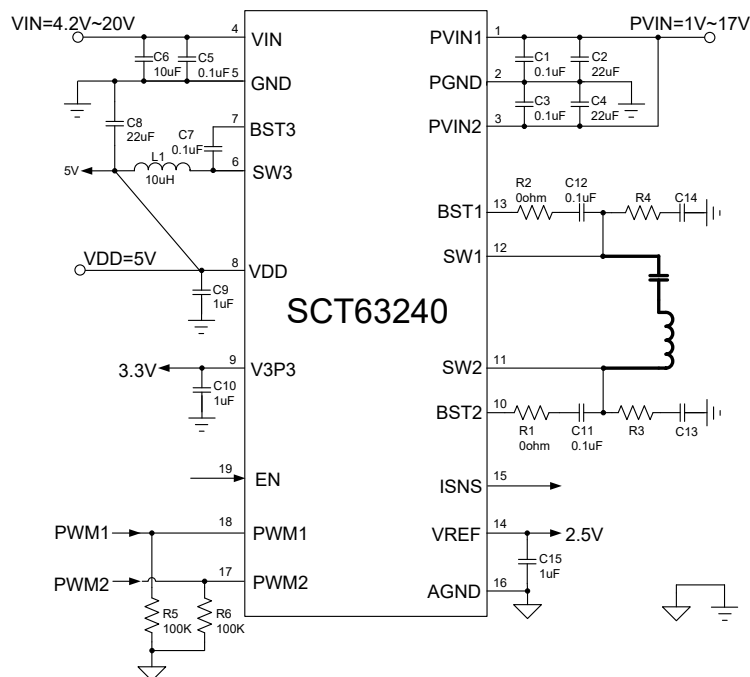 VIN=4.2V~20V
PVIN=1V~17V
4
VIN
C6
10uF
C5
0.1uF
5
GND
C8
22uF
7
BST3
C7
0.1uF
6
SW3
5V
L1
10uH
VDD=5V
8
VDD
C9
1uF
SCT63240
3.3V
9
V3P3
C10
1uF
19
EN
PWM1
18
PWM1
PWM2
17
PWM2
R5
100K
R6
100K
PVIN1
1
C1
0.1uF
C2
22uF
PGND
2
C3
0.1uF
C4
22uF
PVIN2
3
R2
0ohm
C12
0.1uF
R4
C14
BST1
13
SW1
12
SW2
11
BST2
10
R1
0ohm
C11
0.1uF
R3
C13
ISNS
15
VREF
14
2.5V
C15
1uF
AGND
16